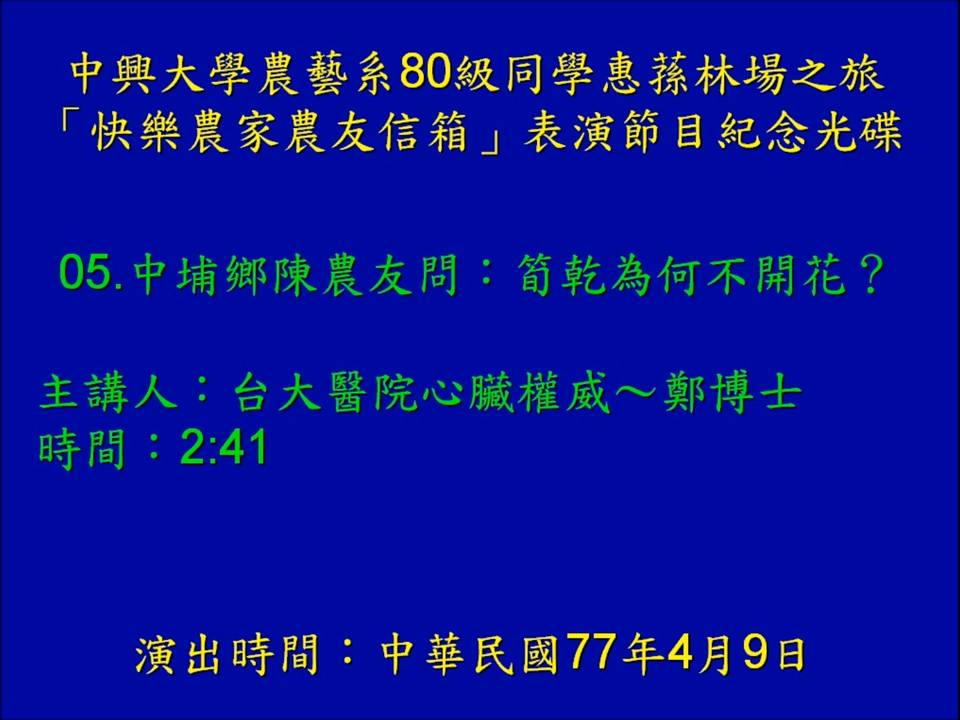 中興大學農藝系80級同學惠蓀林場之旅
「快樂農家農友信箱」表演節目紀念光碟
05.中埔鄉陳農友問：筍乾為何不開花？
主講人：台大醫院心臟權威～鄭博士
時間：2:41
演出時間：中華民國77年4月9日